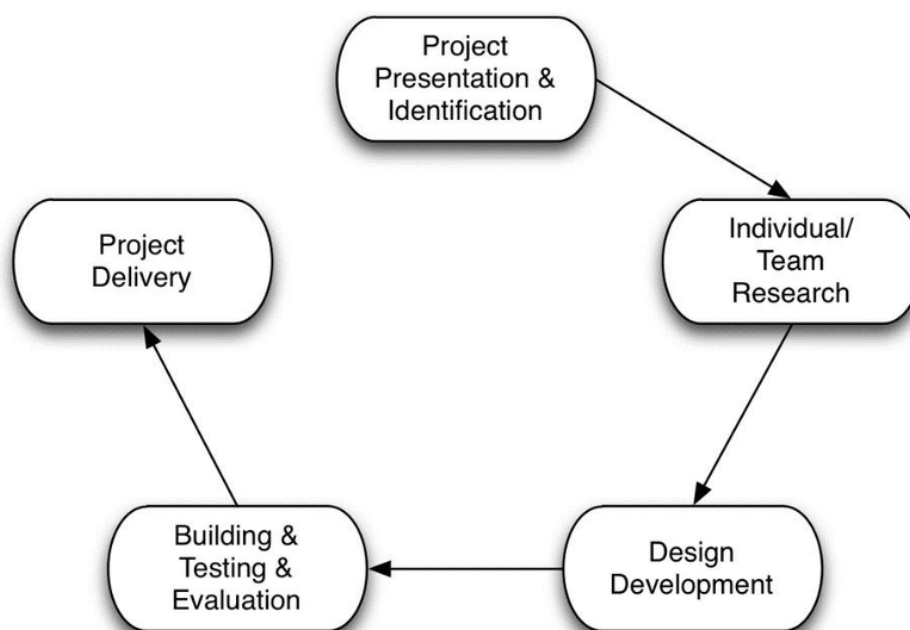 Project
Presentation &
Identification
Individual/
Team
Research
Design
Development
Building &
Testing &
Evaluation
Project
Delivery